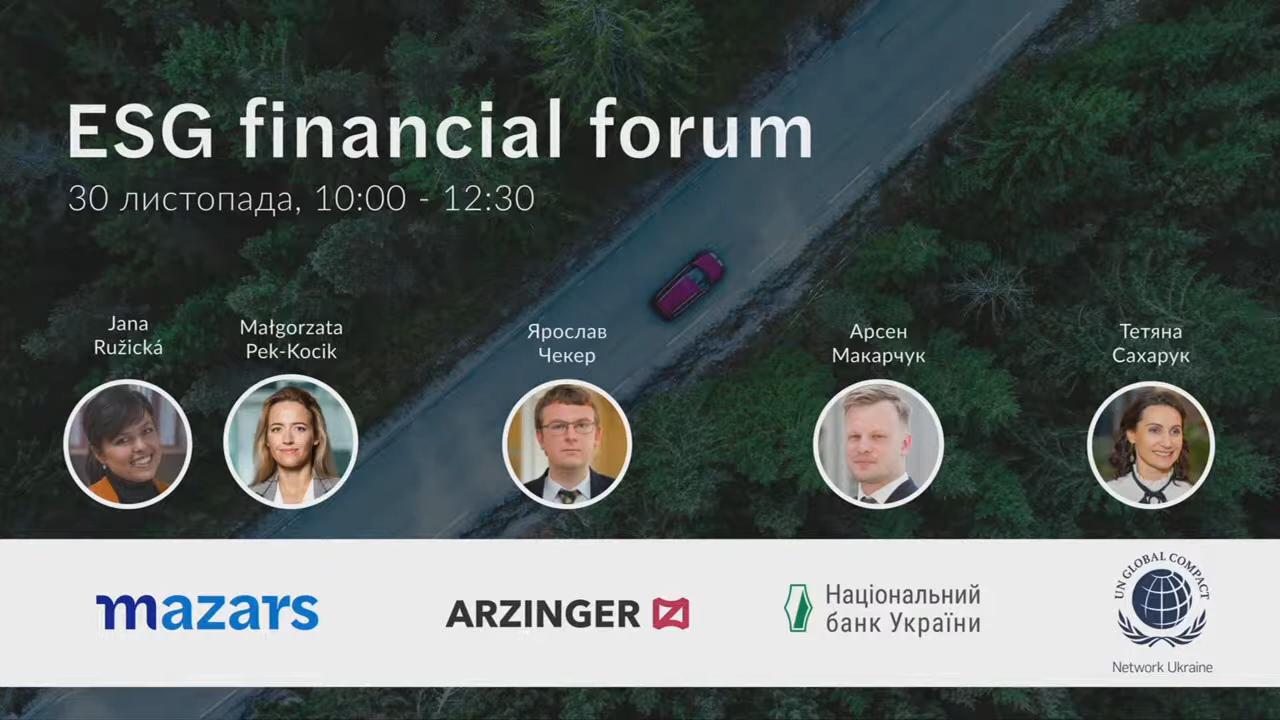 ESG financial forum
30 листопада, 10:00 - 12:30
Jana
Ružická
Małgorzata
Pek-Kocik
Ярослав
Чекер
Арсен
Макарчук
Тетяна
Сахарук
mazars
ARZINGER
Національний
банк України
UN GLOBAL COMPACT
Network Ukraine